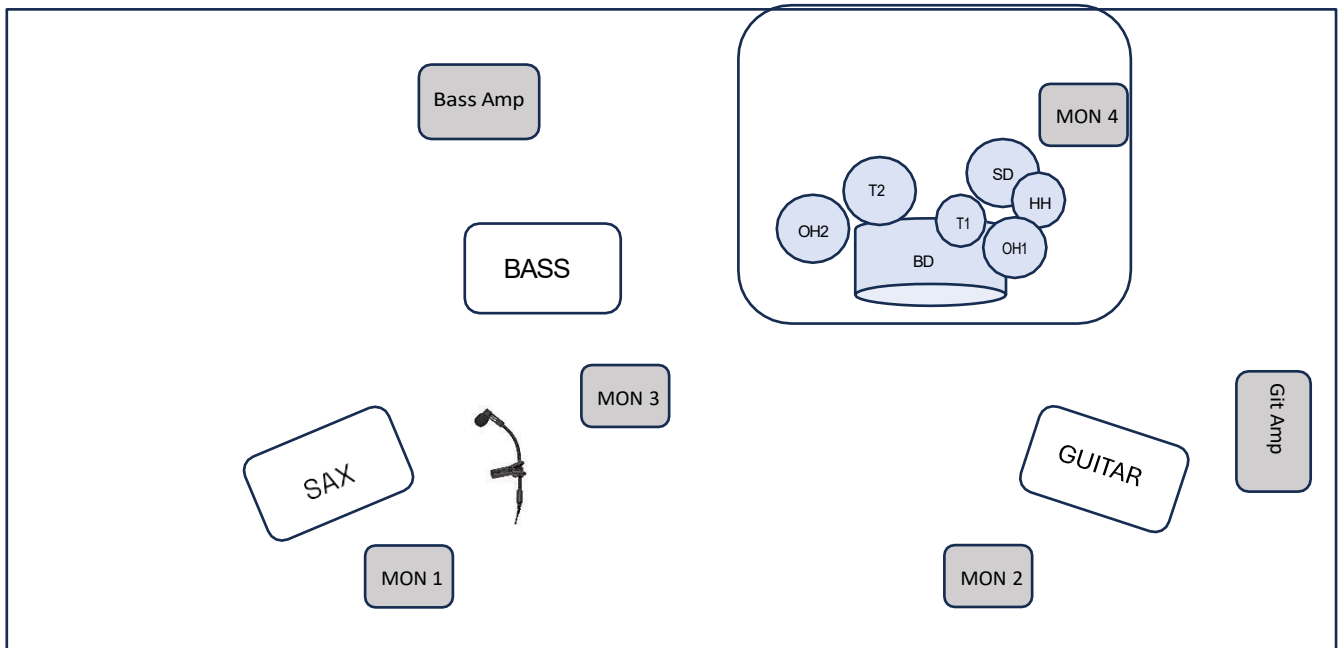 Bass Amp
MON 4
SD
T2
HH
T1
OH2
OH1
BD
BASS
MON 3
Git Amp
SAX
GUITAR
MON 1
MON 2